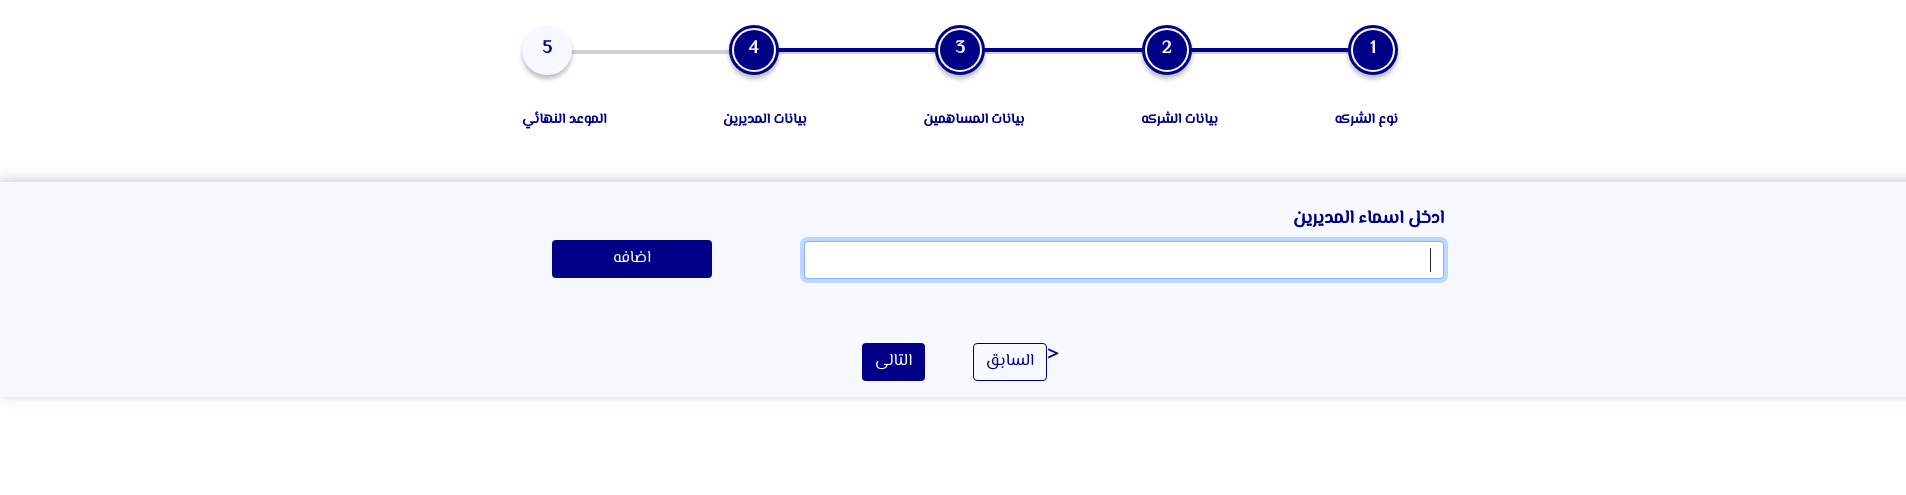 1 2 3 4 5
نوع الشركه بيانات الشركه بيانات المساهمين بيانات المديرين الموعد النهائي
ادخل اسماء المديرين
اضافه
< السابق التالى